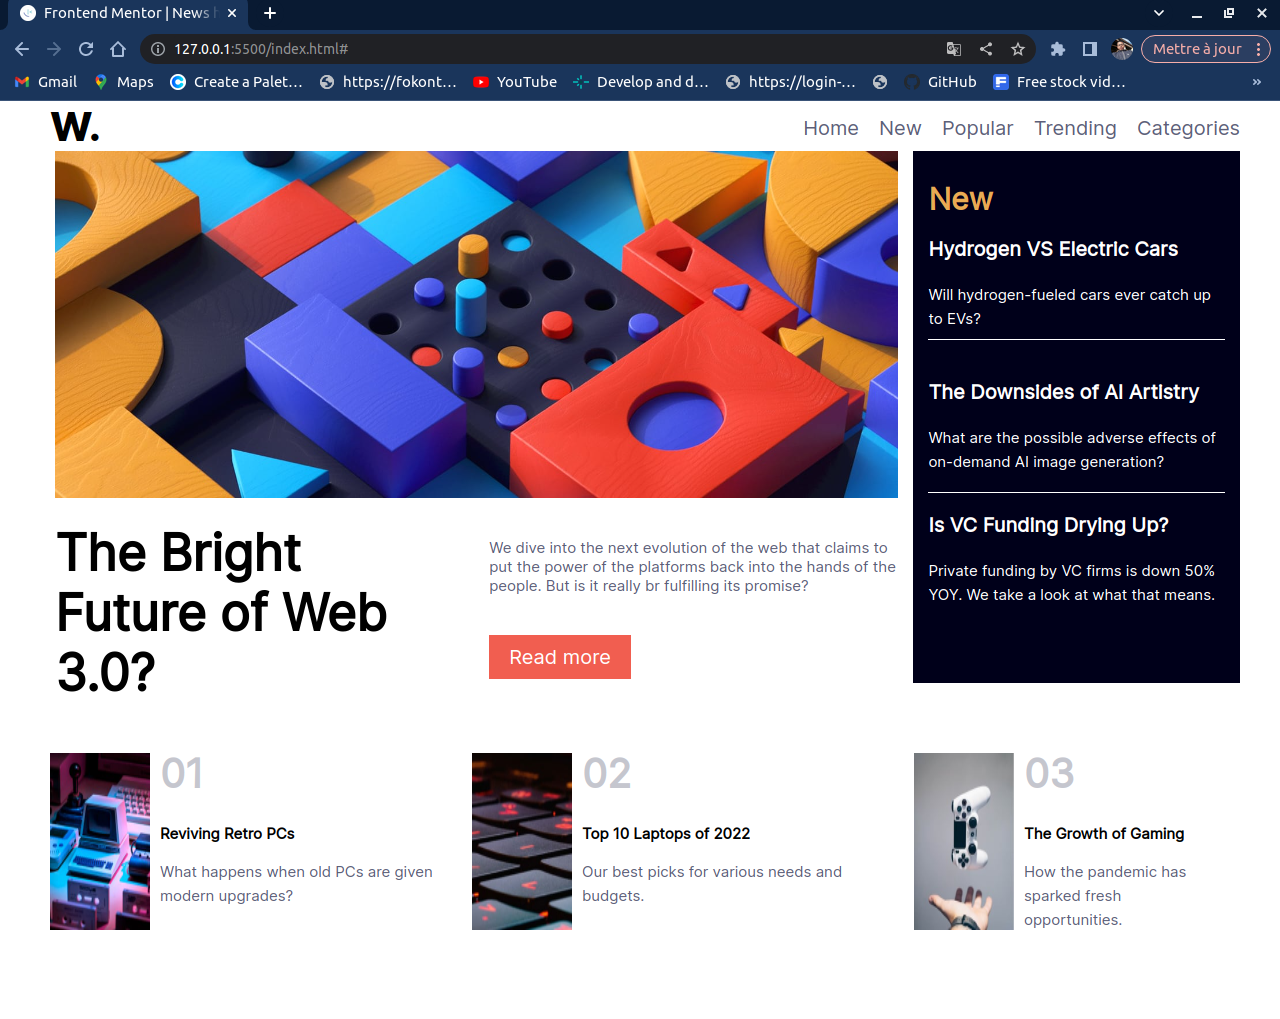 Frontend Mentor | News h
127.0.0.1:5500/index.html#
Mettre à jour
Gmail
Maps
Create a Palet…
https://fokont…
YouTube
Develop and d…
https://login-…
GitHub
Free stock vid…
»
W.
Home New Popular Trending Categories
New
Hydrogen VS Electric Cars
Will hydrogen-fueled cars ever catch up
to EVs?
The Downsides of AI Artistry
What are the possible adverse effects of
on-demand AI image generation?
Is VC Funding Drying Up?
Private funding by VC firms is down 50%
YOY. We take a look at what that means.
The Bright
Future of Web
3.0?
We dive into the next evolution of the web that claims to
put the power of the platforms back into the hands of the
people. But is it really br fulfilling its promise?
Read more
01
Reviving Retro PCs
What happens when old PCs are given
modern upgrades?
02
Top 10 Laptops of 2022
Our best picks for various needs and
budgets.
03
The Growth of Gaming
How the pandemic has
sparked fresh
opportunities.